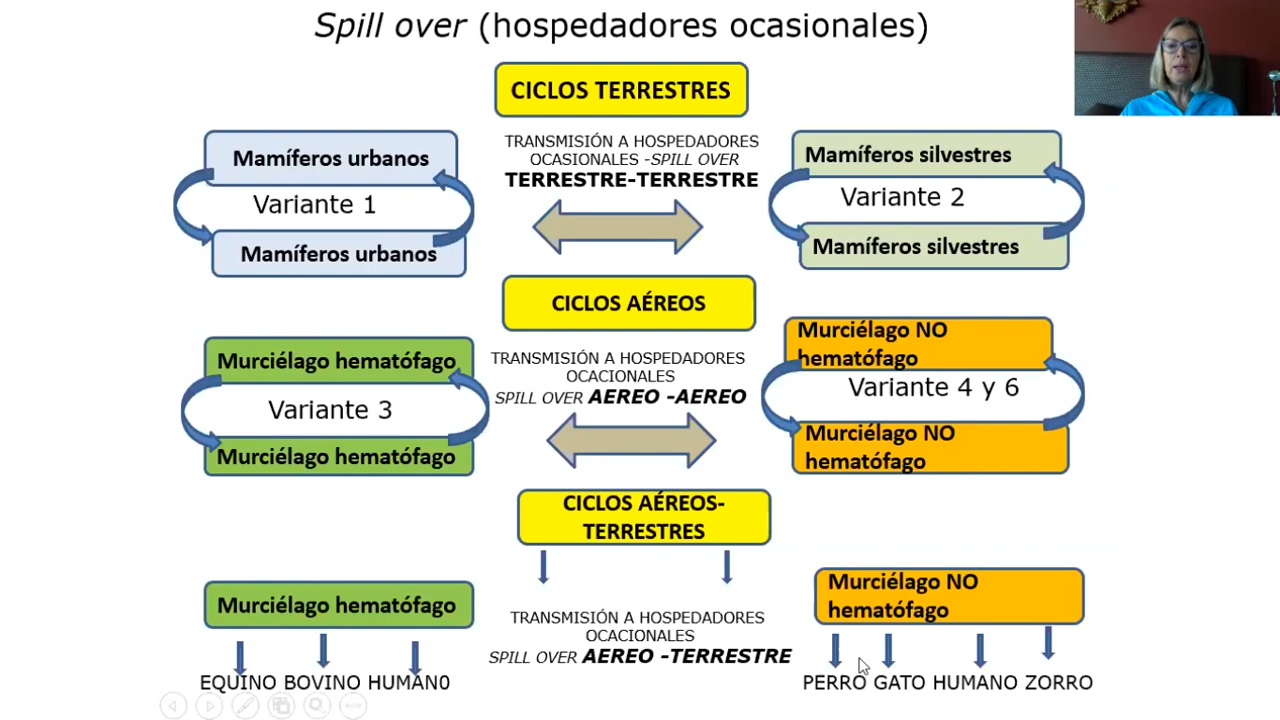 Spill over (hospedadores ocasionales)
CICLOS TERRESTRES
Mamíferos urbanos
Variante 1
Mamíferos urbanos
TRANSMISIÓN A HOSPEDADORES
OCASIONALES -SPILL OVER
TERRESTRE-TERRESTRE
Mamíferos silvestres
Variante 2
Mamíferos silvestres
CICLOS AÉREOS
Murciélago hematófago
Variante 3
Murciélago hematófago
TRANSMISIÓN A HOSPEDADORES
OCACIONALES
SPILL OVER AEREO -AEREO
Murciélago NO
hematófago
Variante 4 y 6
Murciélago NO
hematófago
CICLOS AÉREOS-
TERRESTRES
Murciélago hematófago
EQUINO BOVINO HUMAN0
TRANSMISIÓN A HOSPEDADORES
OCACIONALES
SPILL OVER AEREO -TERRESTRE
Murciélago NO
hematófago
PERRO GATO HUMANO ZORRO